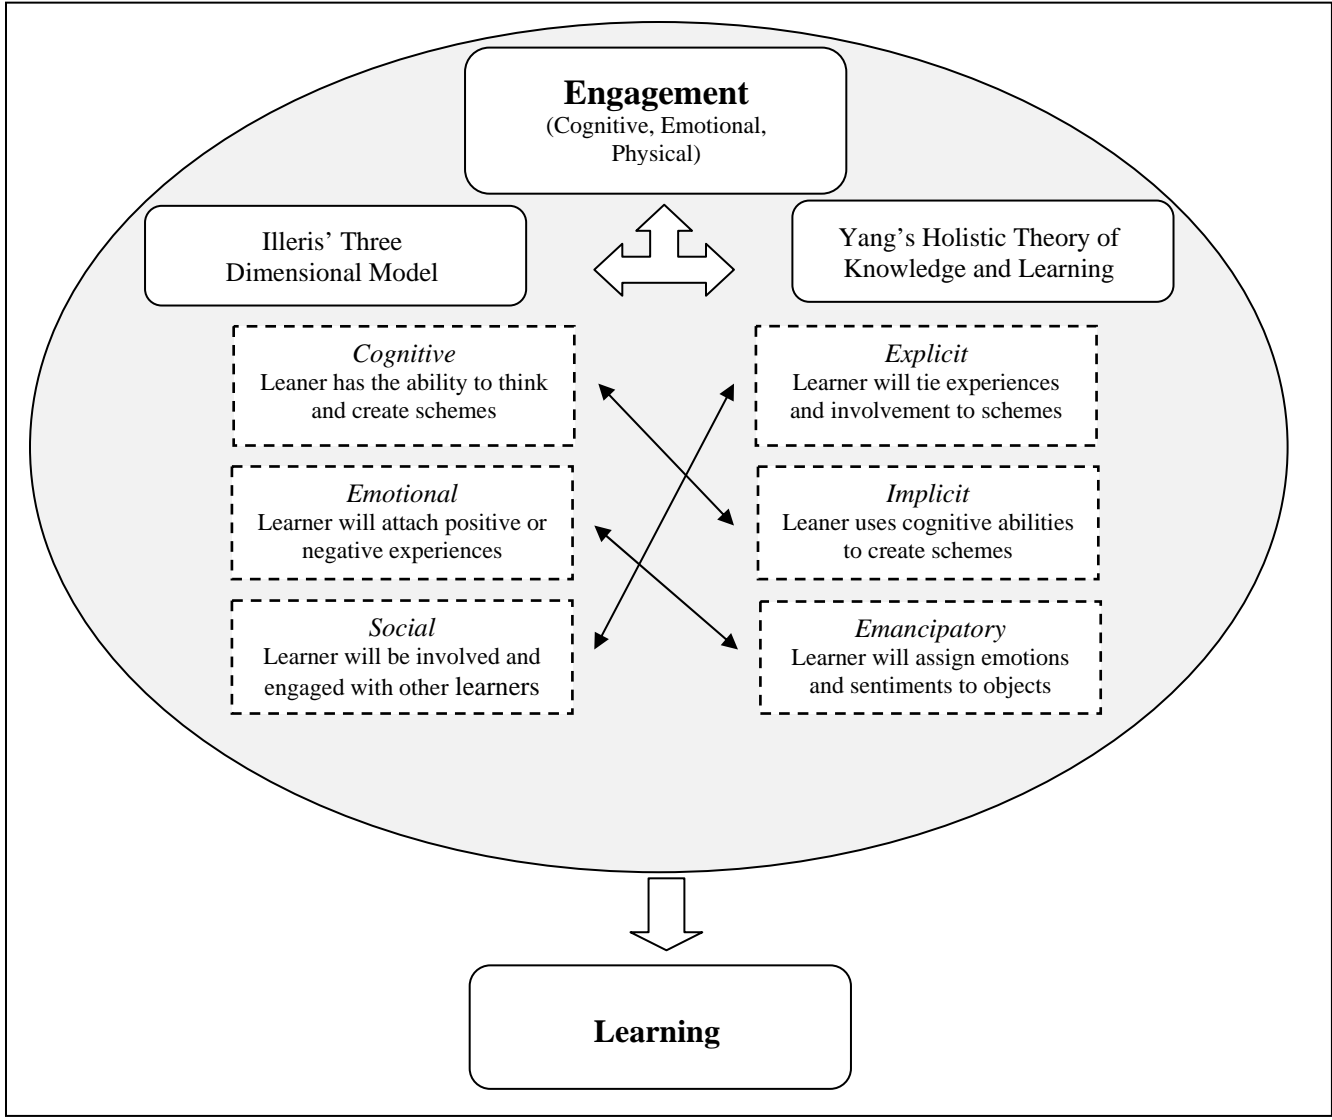 Engagement
(Cognitive, Emotional,
Physical)
Illeris’ Three
Dimensional Model
Yang’s Holistic Theory of
Knowledge and Learning
Cognitive
Leaner has the ability to think
and create schemes
Explicit
Learner will tie experiences
and involvement to schemes
Emotional
Learner will attach positive or
negative experiences
Implicit
Leaner uses cognitive abilities
to create schemes
Social
Learner will be involved and
engaged with other learners
Emancipatory
Learner will assign emotions
and sentiments to objects
Learning